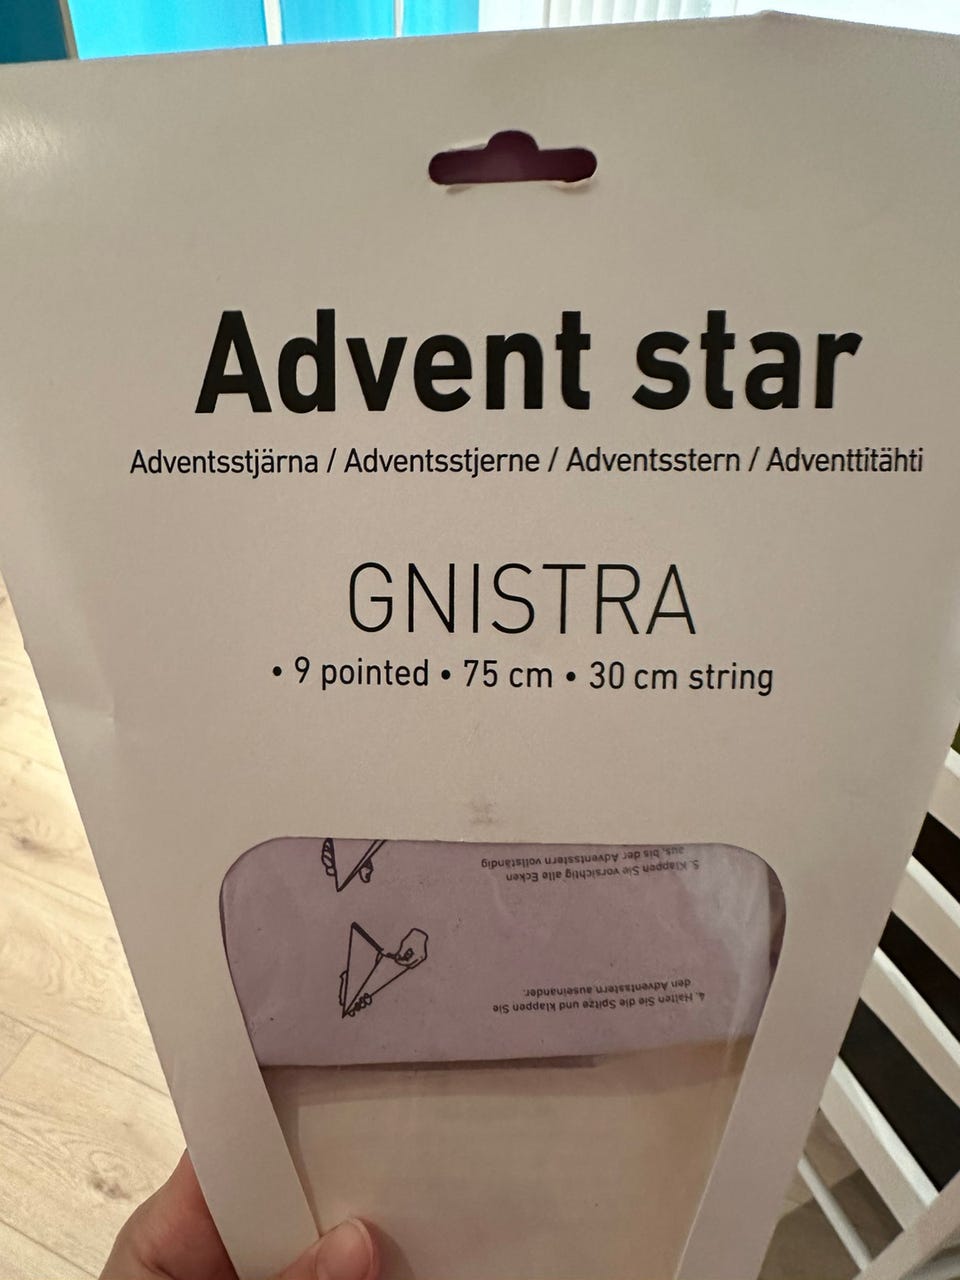 Advent star
Adventsstjärna / Adventsstjerne / Adventsstern / Adventtitähti
GNISTRA
• 9 pointed • 75 cm • 30 cm string
4. Halten Sie die Spitze und klappen Sie
den Adventsstern auseinander.
5. Klappen Sie vorsichtig alle Ecken
aus, bis der Adventsstern vollständig